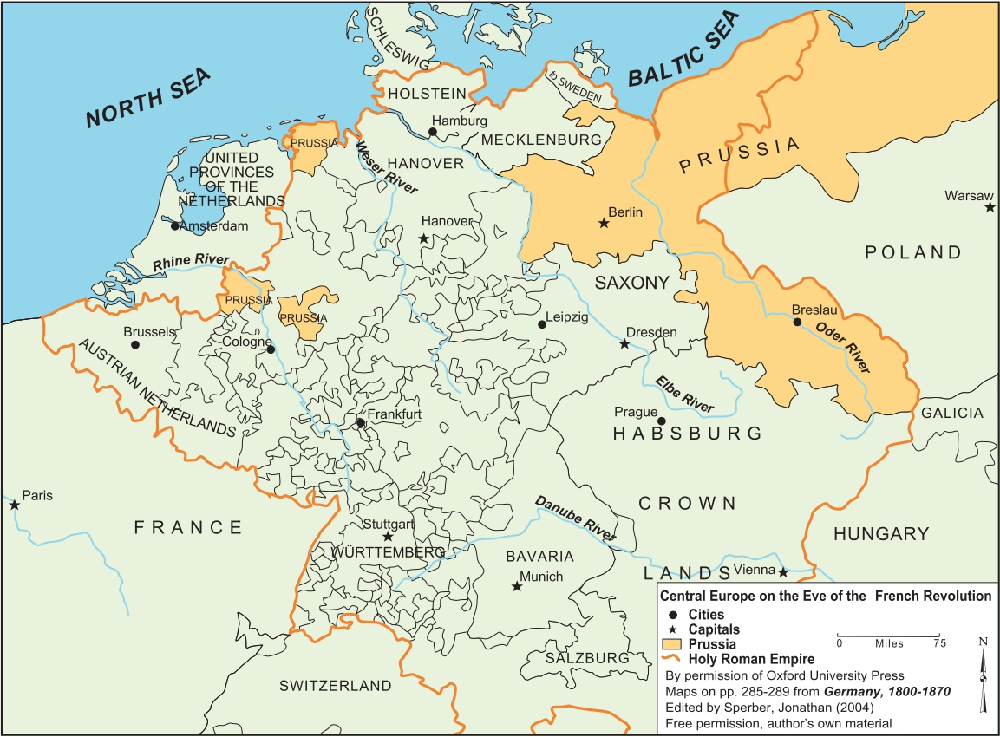 SCHLESWIG
NORTH SEA
BALTIC SEA
HOLSTEIN
to SWEDEN
Hamburg
MECKLENBURG
PRUSSIA
Weser River
HANOVER
PRUSSIA
UNITED
PROVINCES
OF THE
NETHERLANDS
Amsterdam
Hanover
Berlin
Warsaw
POLAND
Rhine River
SAXONY
PRUSSIA
PRUSSIA
Leipzig
Breslau
Oder River
Brussels
Cologne
Dresden
AUSTRIAN NETHERLANDS
Elbe River
Frankfurt
Prague
HABSBURG
GALICIA
Paris
FRANCE
Danube River
CROWN
HUNGARY
Stuttgart
WÜRTTEMBERG
BAVARIA
Munich
LANDS
Vienna
SALZBURG
SWITZERLAND
Central Europe on the Eve of the French Revolution
Cities
Capitals
Prussia
Holy Roman Empire
0 Miles 75
N
By permission of Oxford University Press
Maps on pp. 285-289 from Germany, 1800-1870
Edited by Sperber, Jonathan (2004)
Free permission, author's own material